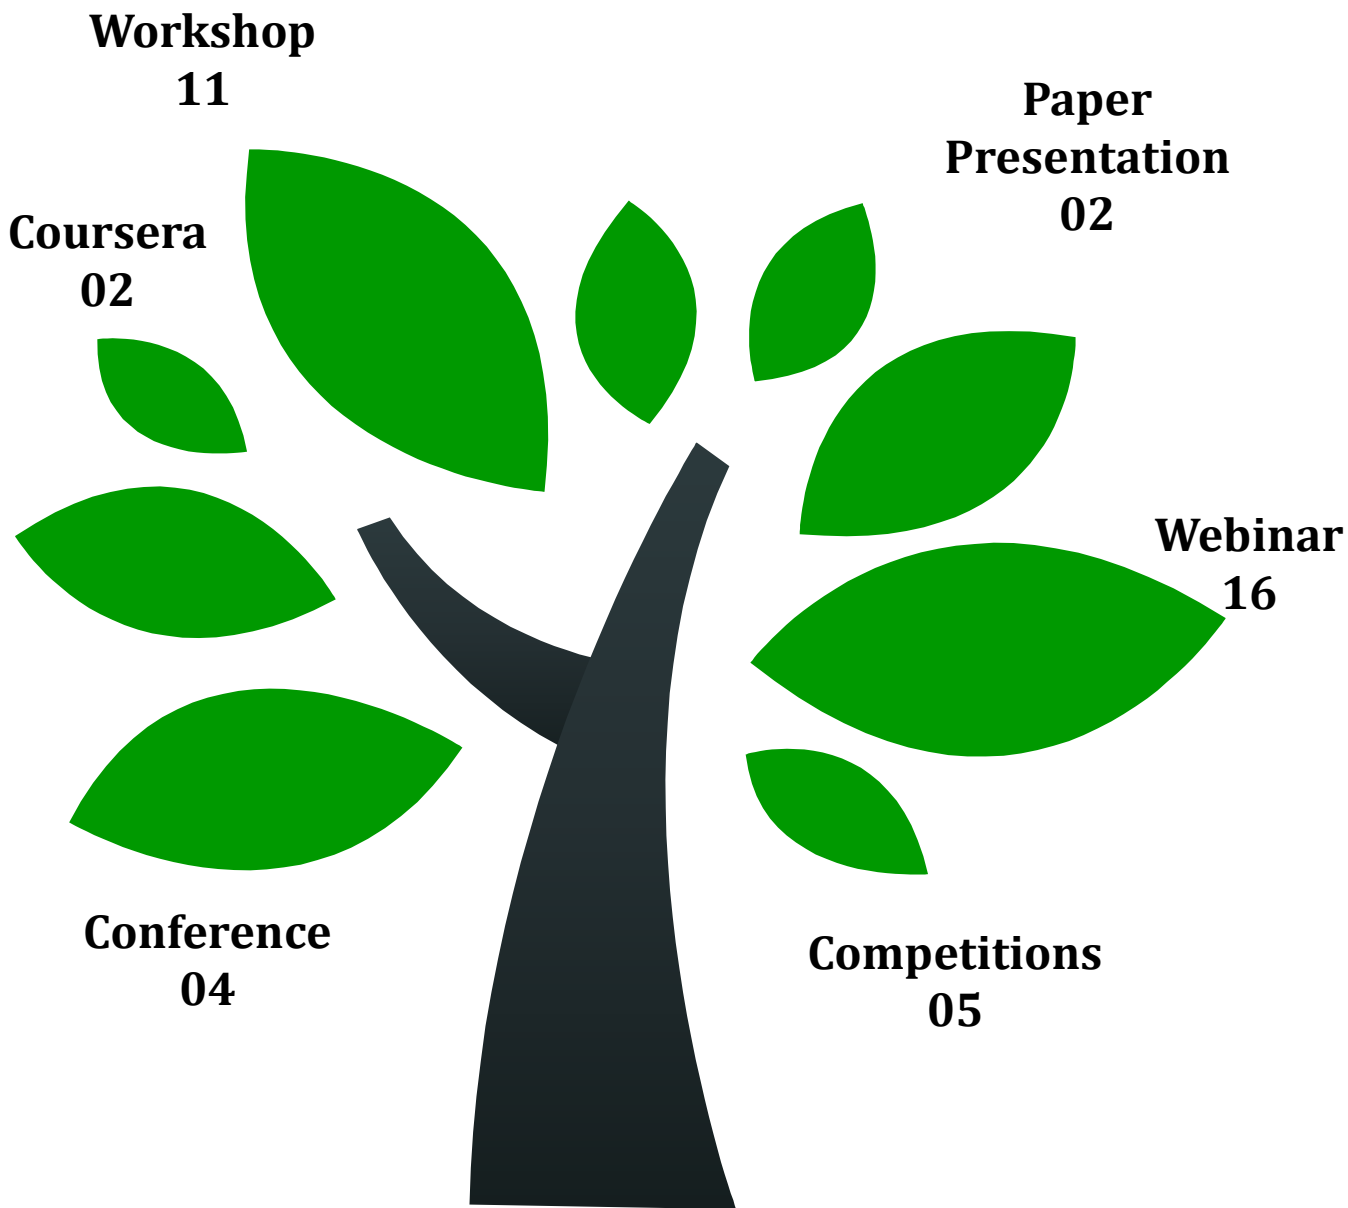 Workshop
11
Paper
Presentation
02
Coursera
02
Webinar
16
Conference
04
Competitions
05